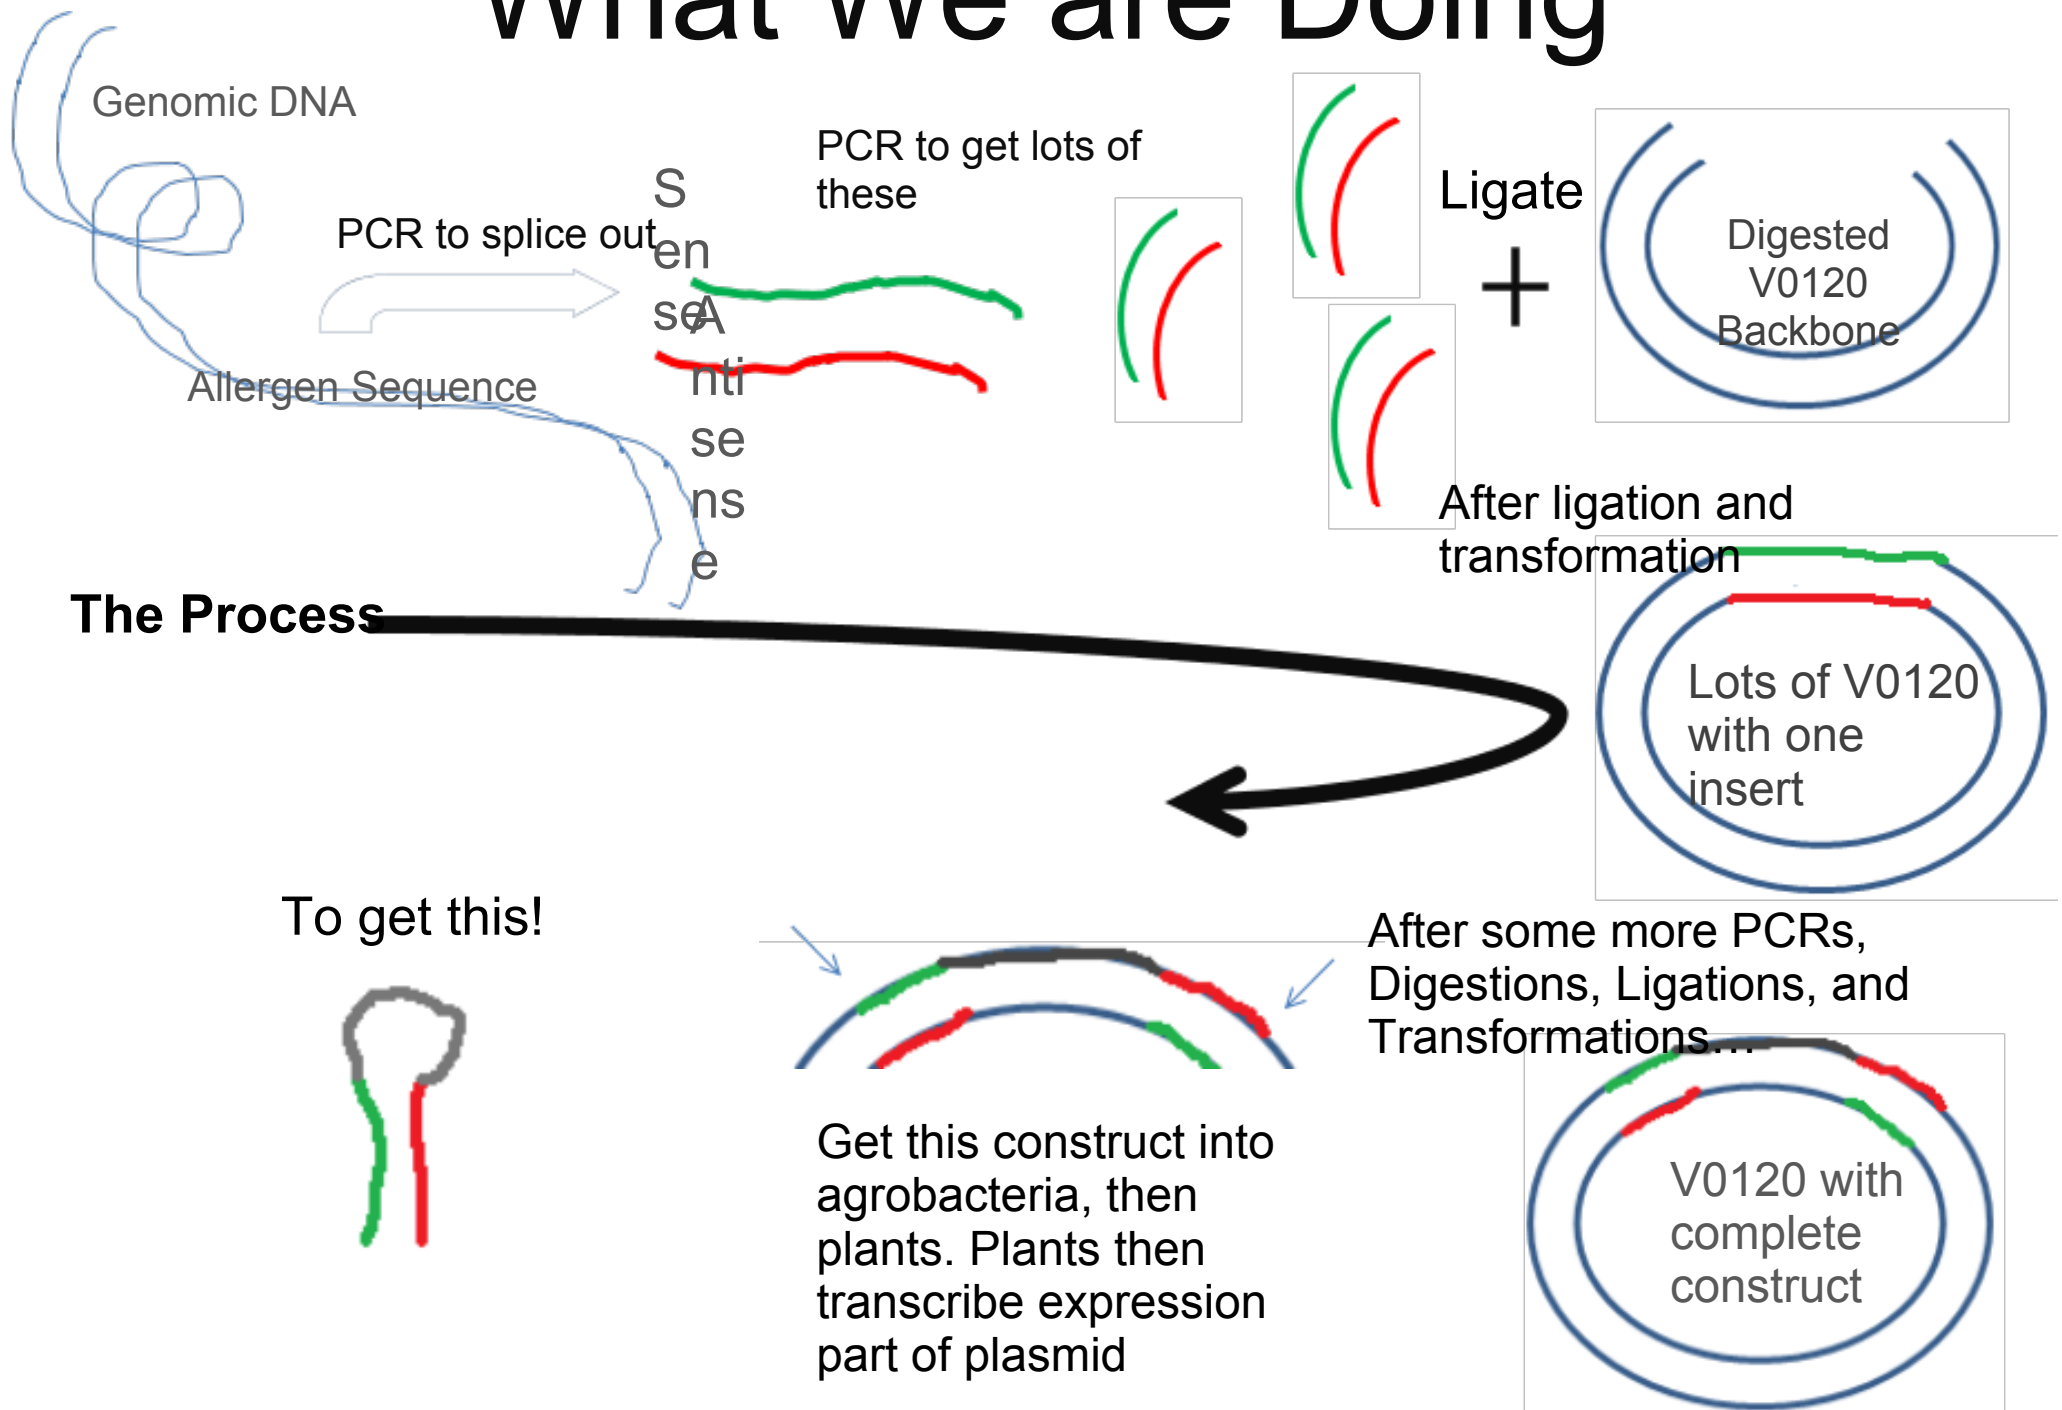 What We are Doing
Genomic DNA
PCR to splice out
Allergen Sequence
S
en
se
A
nti
se
ns
e
PCR to get lots of
these
Ligate
+
Digested
V0120
Backbone
After ligation and
transformation
The Process
Lots of V0120
with one
insert
After some more PCRs,
Digestions, Ligations, and
Transformations...
V0120 with
complete
construct
Get this construct into
agrobacteria, then
plants. Plants then
transcribe expression
part of plasmid
To get this!